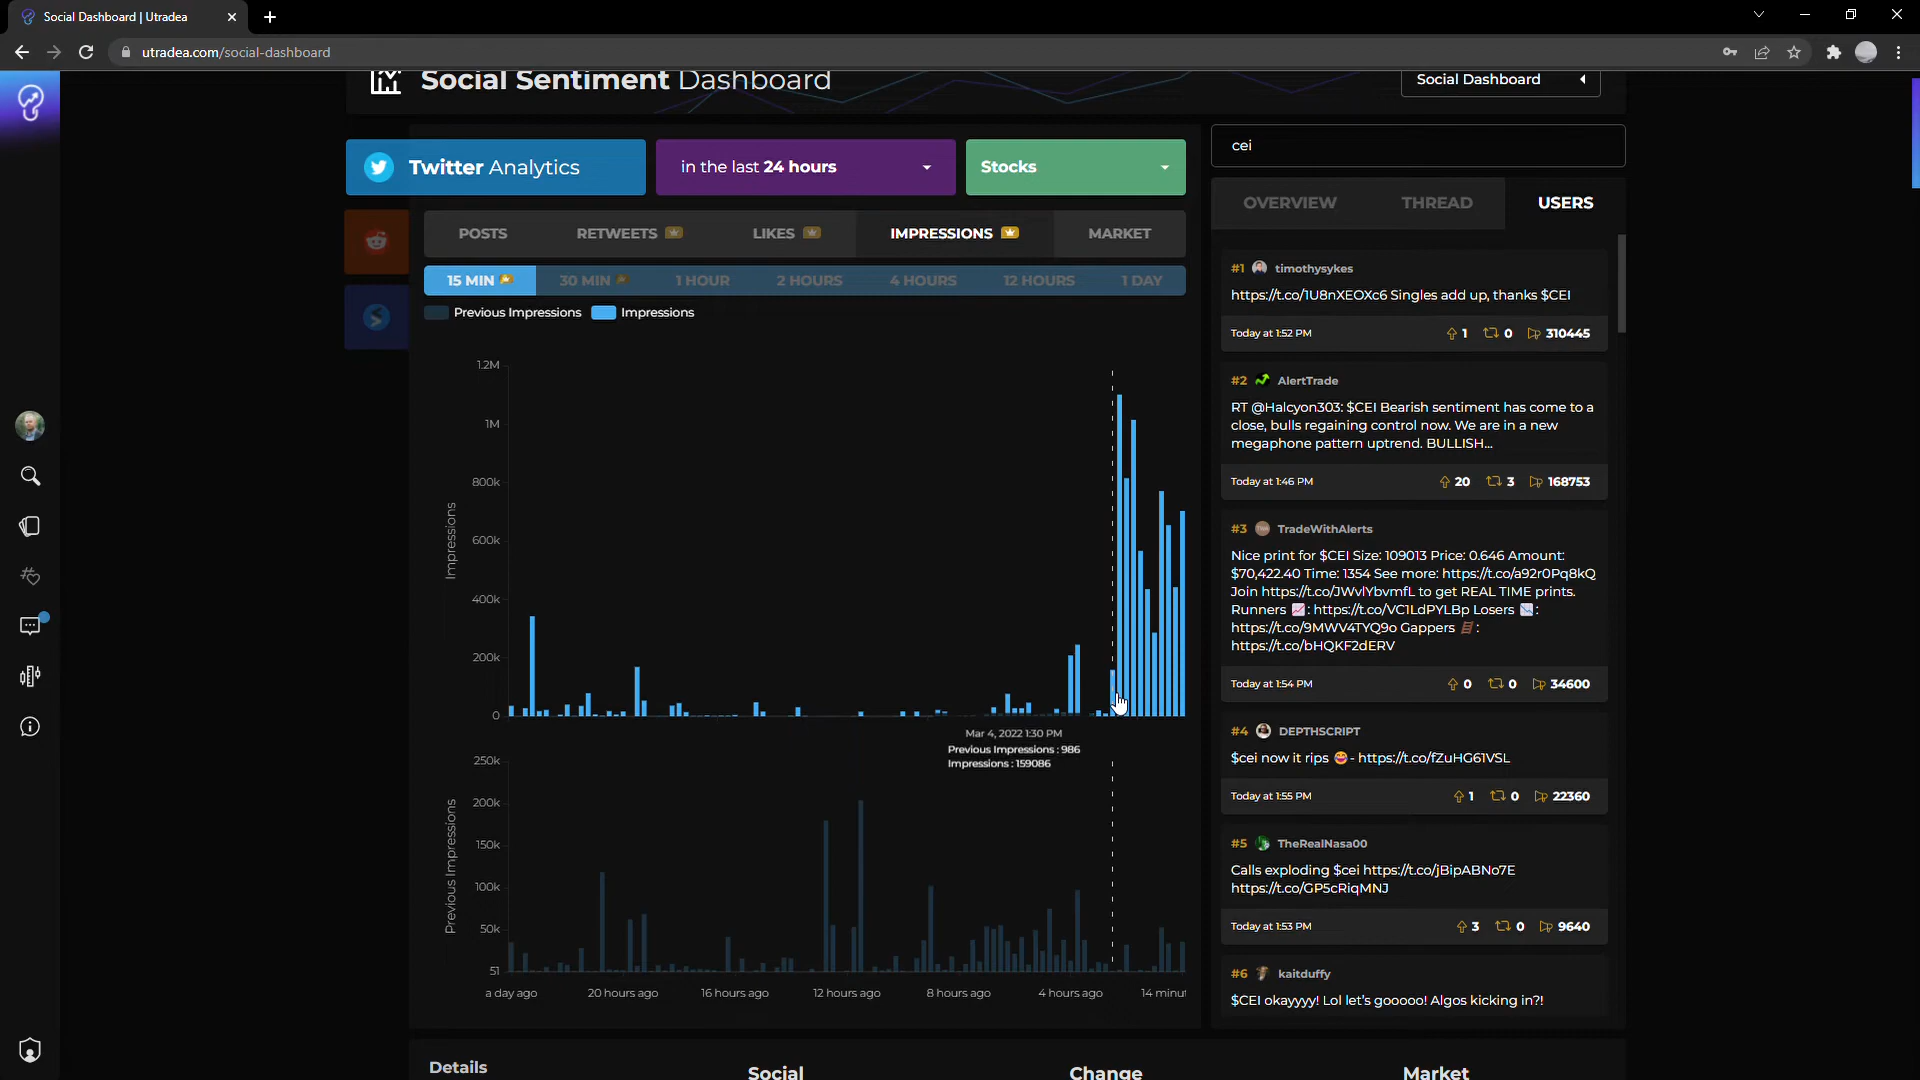 Social Dashboard | Utradea
utradea.com/social-dashboard
Social Sentiment Dashboard
Social Dashboard
Twitter Analytics
in the last 24 hours
Stocks
cei
POSTS
RETWEETS
LIKES
IMPRESSIONS
MARKET
15 MIN
30 MIN
1 HOUR
2 HOURS
4 HOURS
12 HOURS
1 DAY
Previous Impressions
Impressions
1.2M
1M
800k
600k
400k
200k
0
Impressions
Mar 4, 2022 1:30 PM
Previous Impressions : 986
Impressions : 159086
250k
200k
150k
100k
50k
51
Previous Impressions
a day ago
20 hours ago
16 hours ago
12 hours ago
8 hours ago
4 hours ago
14 minut
OVERVIEW
THREAD
USERS
#1 timothysykes
https://t.co/1U8nXEOXc6 Singles add up, thanks $CEI
Today at 1:52 PM 1 0 310445
#2 AlertTrade
RT @Halcyon303: $CEI Bearish sentiment has come to a
close, bulls regaining control now. We are in a new
megaphone pattern uptrend. BULLISH...
Today at 1:46 PM 20 3 168753
#3 TradeWithAlerts
Nice print for $CEI Size: 109013 Price: 0.646 Amount:
$70,422.40 Time: 1354 See more: https://t.co/a92r0Pq8kQ
Join https://t.co/JWvlYbvmfL to get REAL TIME prints.
Runners 📈: https://t.co/VC1LdPYLBp Losers 📉:
https://t.co/9MWV4TYQ9o Gappers 🪜:
https://t.co/bHQKF2dERV
Today at 1:54 PM 0 0 34600
#4 DEPTHSCRIPT
$cei now it rips 😂 - https://t.co/fZuHG61VSL
Today at 1:55 PM 1 0 22360
#5 TheRealNasa00
Calls exploding $cei https://t.co/jBipABNo7E
https://t.co/GP5cRiqMNJ
Today at 1:53 PM 3 0 9640
#6 kaitduffy
$CEI okayyyy! Lol let's gooooo! Algos kicking in?!
Details
Social
Change
Market